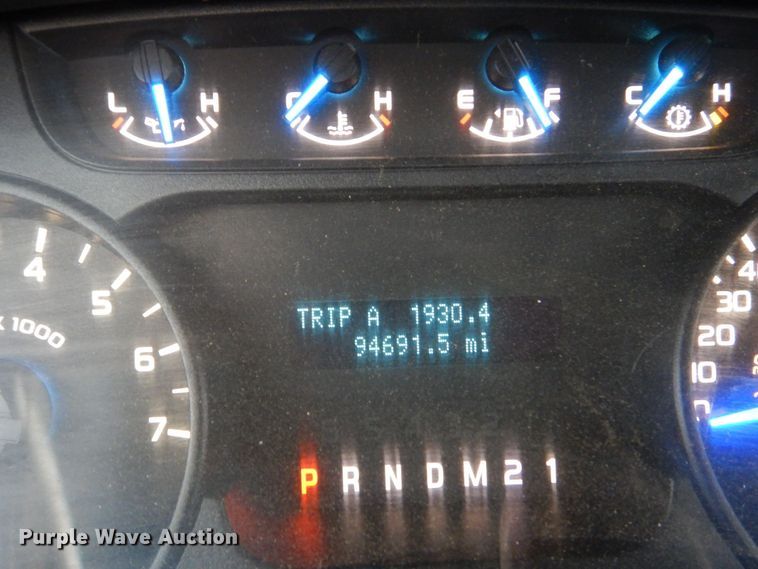 L H C H E F C H
4
5
6
7
X 1000
40
30
20
10
0
TRIP A 1930.4
94691.5 mi
P R N D M 2 1
Purple Wave Auction